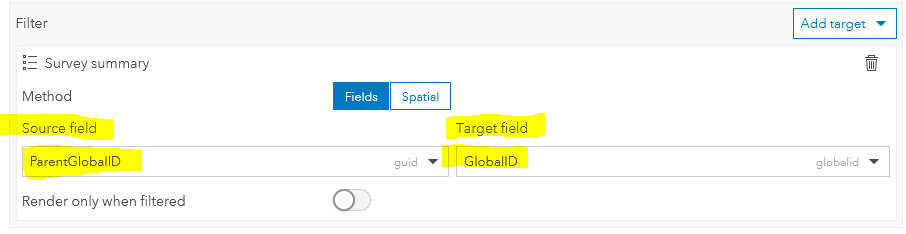 Filter
Add target
Survey summary
Method
Fields
Spatial
Source field
Target field
ParentGlobalID guid
GlobalID globalid
Render only when filtered